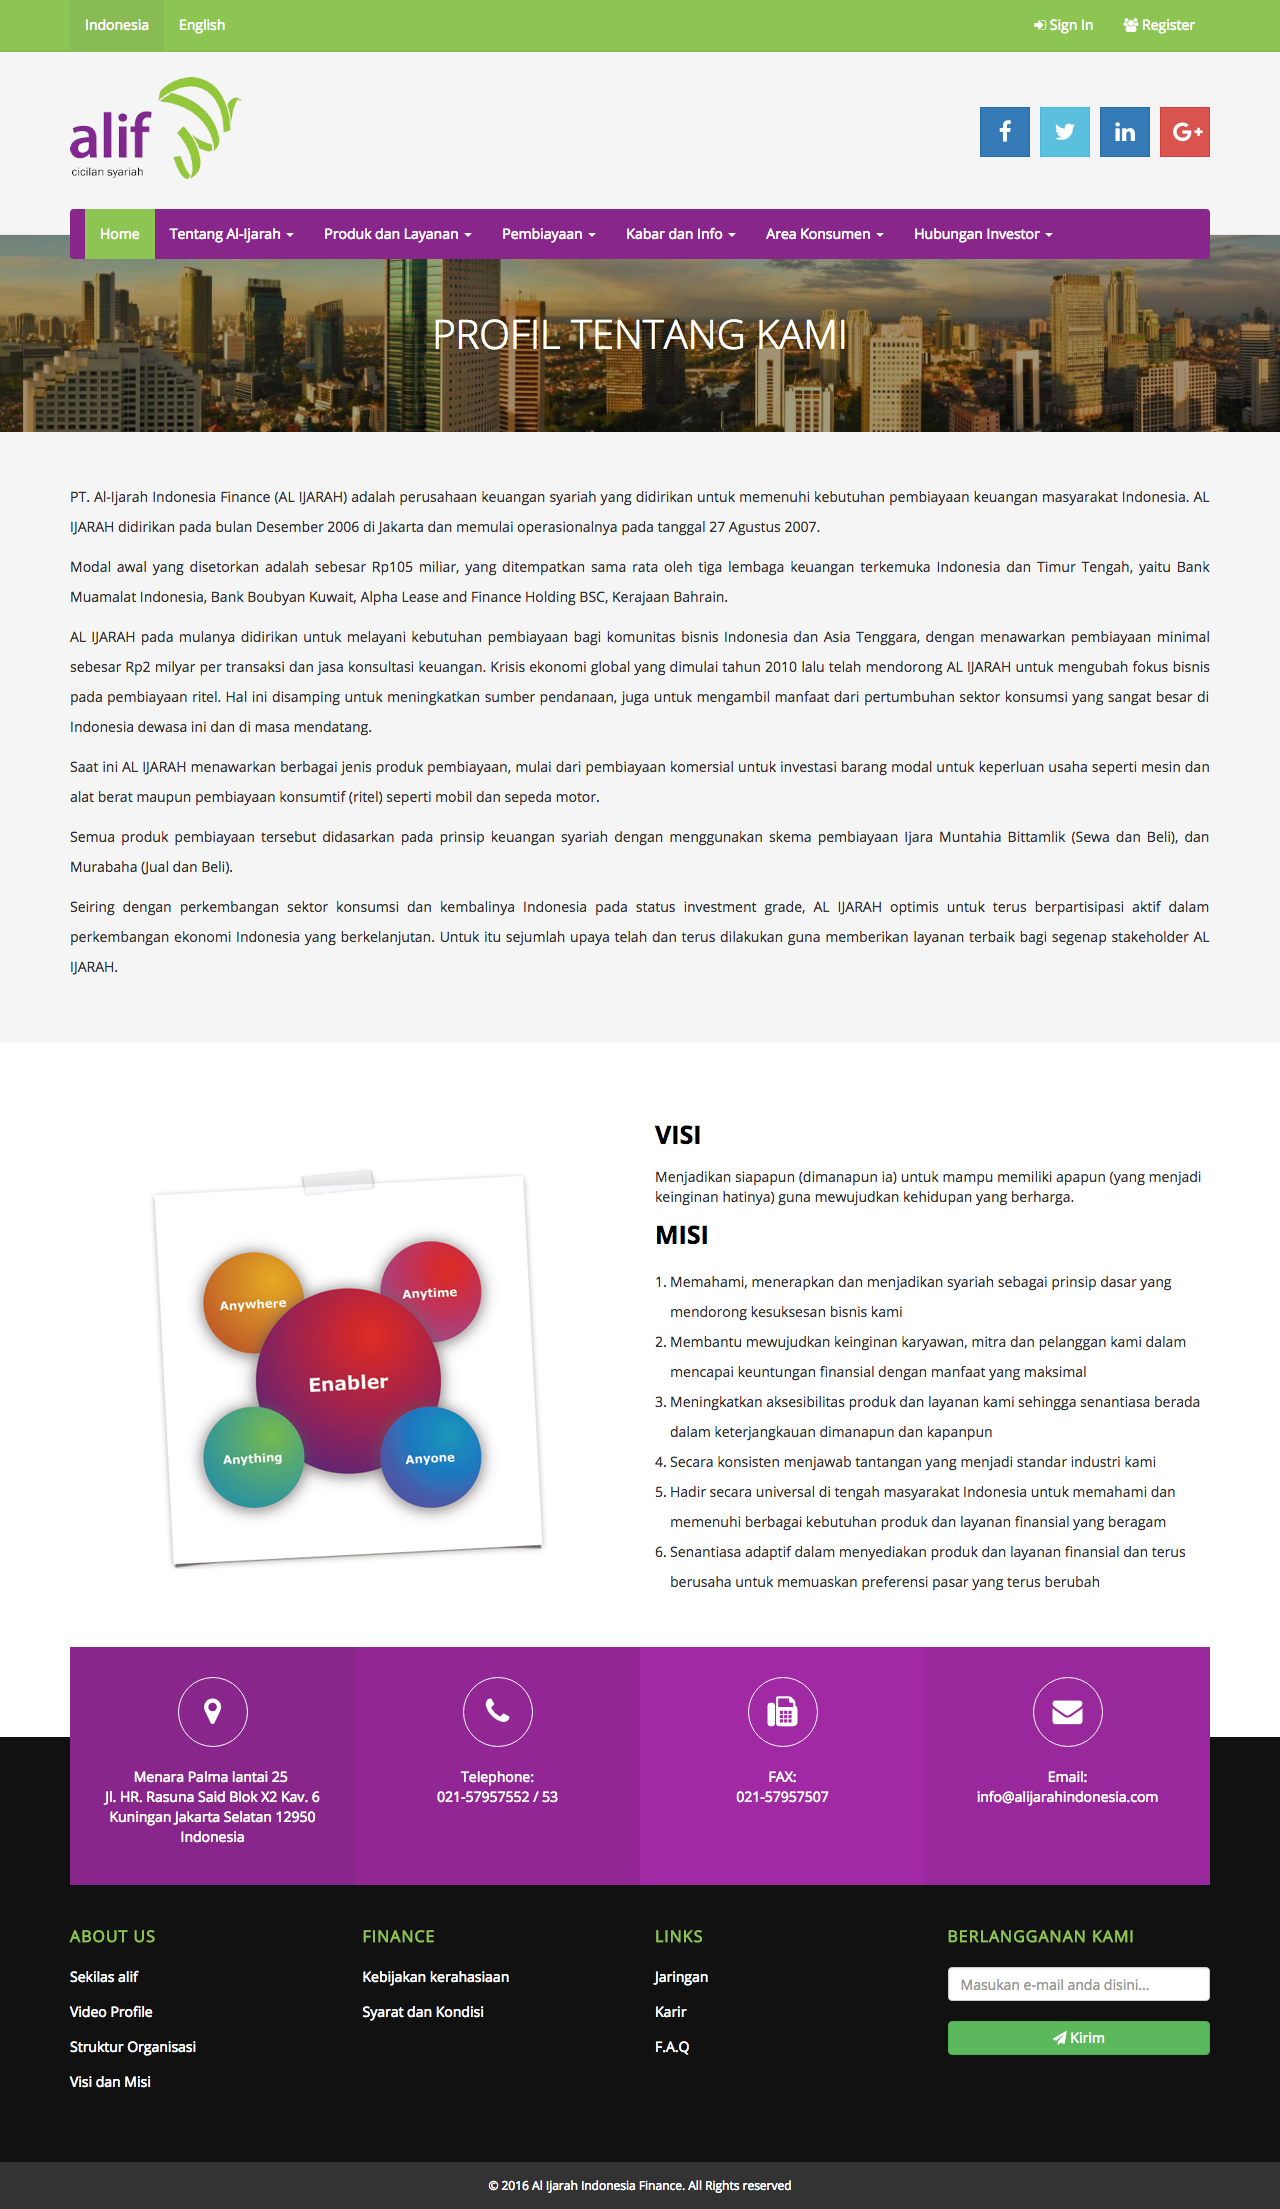 Indonesia English Sign In Register
alif
cicilan syariah
Home Tentang Al-Ijarah Produk dan Layanan Pembiayaan Kabar dan Info Area Konsumen Hubungan Investor
PROFIL TENTANG KAMI
PT. Al-Ijarah Indonesia Finance (AL IJARAH) adalah perusahaan keuangan syariah yang didirikan untuk memenuhi kebutuhan pembiayaan keuangan masyarakat Indonesia. AL
IJARAH didirikan pada bulan Desember 2006 di Jakarta dan memulai operasionalnya pada tanggal 27 Agustus 2007.
Modal awal yang disetorkan adalah sebesar Rp105 miliar, yang ditempatkan sama rata oleh tiga lembaga keuangan terkemuka Indonesia dan Timur Tengah, yaitu Bank
Muamalat Indonesia, Bank Boubyan Kuwait, Alpha Lease and Finance Holding BSC, Kerajaan Bahrain.
AL IJARAH pada mulanya didirikan untuk melayani kebutuhan pembiayaan bagi komunitas bisnis Indonesia dan Asia Tenggara, dengan menawarkan pembiayaan minimal
sebesar Rp2 milyar per transaksi dan jasa konsultasi keuangan. Krisis ekonomi global yang dimulai tahun 2010 lalu telah mendorong AL IJARAH untuk mengubah fokus bisnis
pada pembiayaan ritel. Hal ini disamping untuk meningkatkan sumber pendanaan, juga untuk mengambil manfaat dari pertumbuhan sektor konsumsi yang sangat besar di
Indonesia dewasa ini dan di masa mendatang.
Saat ini AL IJARAH menawarkan berbagai jenis produk pembiayaan, mulai dari pembiayaan komersial untuk investasi barang modal untuk keperluan usaha seperti mesin dan
alat berat maupun pembiayaan konsumtif (ritel) seperti mobil dan sepeda motor.
Semua produk pembiayaan tersebut didasarkan pada prinsip keuangan syariah dengan menggunakan skema pembiayaan Ijara Muntahia Bittamlik (Sewa dan Beli), dan
Murabaha (Jual dan Beli).
Seiring dengan perkembangan sektor konsumsi dan kembalinya Indonesia pada status investment grade, AL IJARAH optimis untuk terus berpartisipasi aktif dalam
perkembangan ekonomi Indonesia yang berkelanjutan. Untuk itu sejumlah upaya telah dan terus dilakukan guna memberikan layanan terbaik bagi segenap stakeholder AL
IJARAH.
Anywhere
Anytime
Enabler
Anything
Anyone
VISI
Menjadikan siapapun (dimanapun ia) untuk mampu memiliki apapun (yang menjadi
keinginan hatinya) guna mewujudkan kehidupan yang berharga.
MISI
1. Memahami, menerapkan dan menjadikan syariah sebagai prinsip dasar yang
mendorong kesuksesan bisnis kami
2. Membantu mewujudkan keinginan karyawan, mitra dan pelanggan kami dalam
mencapai keuntungan finansial dengan manfaat yang maksimal
3. Meningkatkan aksesibilitas produk dan layanan kami sehingga senantiasa berada
dalam keterjangkauan dimanapun dan kapanpun
4. Secara konsisten menjawab tantangan yang menjadi standar industri kami
5. Hadir secara universal di tengah masyarakat Indonesia untuk memahami dan
memenuhi berbagai kebutuhan produk dan layanan finansial yang beragam
6. Senantiasa adaptif dalam menyediakan produk dan layanan finansial dan terus
berusaha untuk memuaskan preferensi pasar yang terus berubah
Menara Palma lantai 25
Jl. HR. Rasuna Said Blok X2 Kav. 6
Kuningan Jakarta Selatan 12950
Indonesia
Telephone:
021-57957552 / 53
FAX:
021-57957507
Email:
info@alijarahindonesia.com
ABOUT US
Sekilas alif
Video Profile
Struktur Organisasi
Visi dan Misi
FINANCE
Kebijakan kerahasiaan
Syarat dan Kondisi
LINKS
Jaringan
Karir
F.A.Q
BERLANGGANAN KAMI
Masukan e-mail anda disini...
Kirim
© 2016 Al Ijarah Indonesia Finance. All Rights reserved